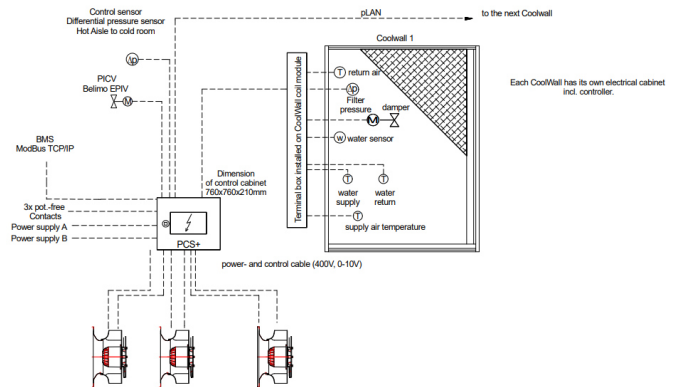 Control sensor
Differential pressure sensor
Hot Aisle to cold room
pLAN
to the next Coolwall
Coolwall 1
Δp
PICV
Belimo EPIV
M
Each CoolWall has its own electrical cabinet
incl. controller.
Terminal box installed on CoolWall coil module
T return air
Δp
Filter
pressure
damper
M
w water sensor
BMS
ModBus TCP/IP
Dimension
of control cabinet
760x760x210mm
T
T
water
supply
water
return
3x pot.-free
Contacts
Power supply A
Power supply B
PCS+
T
supply air temperature
power- and control cable (400V, 0-10V)